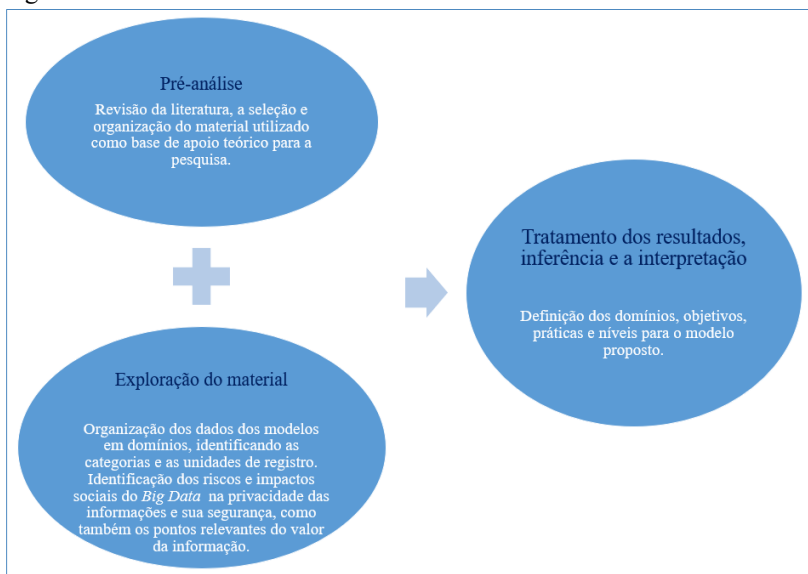 Pré-análise
Revisão da literatura, a seleção e
organização do material utilizado
como base de apoio teórico para a
pesquisa.
Exploração do material
Organização dos dados dos modelos
em domínios, identificando as
categorias e as unidades de registro.
Identificação dos riscos e impactos
sociais do Big Data na privacidade das
informações e sua segurança, como
também os pontos relevantes do valor
da informação.
Tratamento dos resultados,
inferência e a interpretação
Definição dos domínios, objetivos,
práticas e níveis para o modelo
proposto.